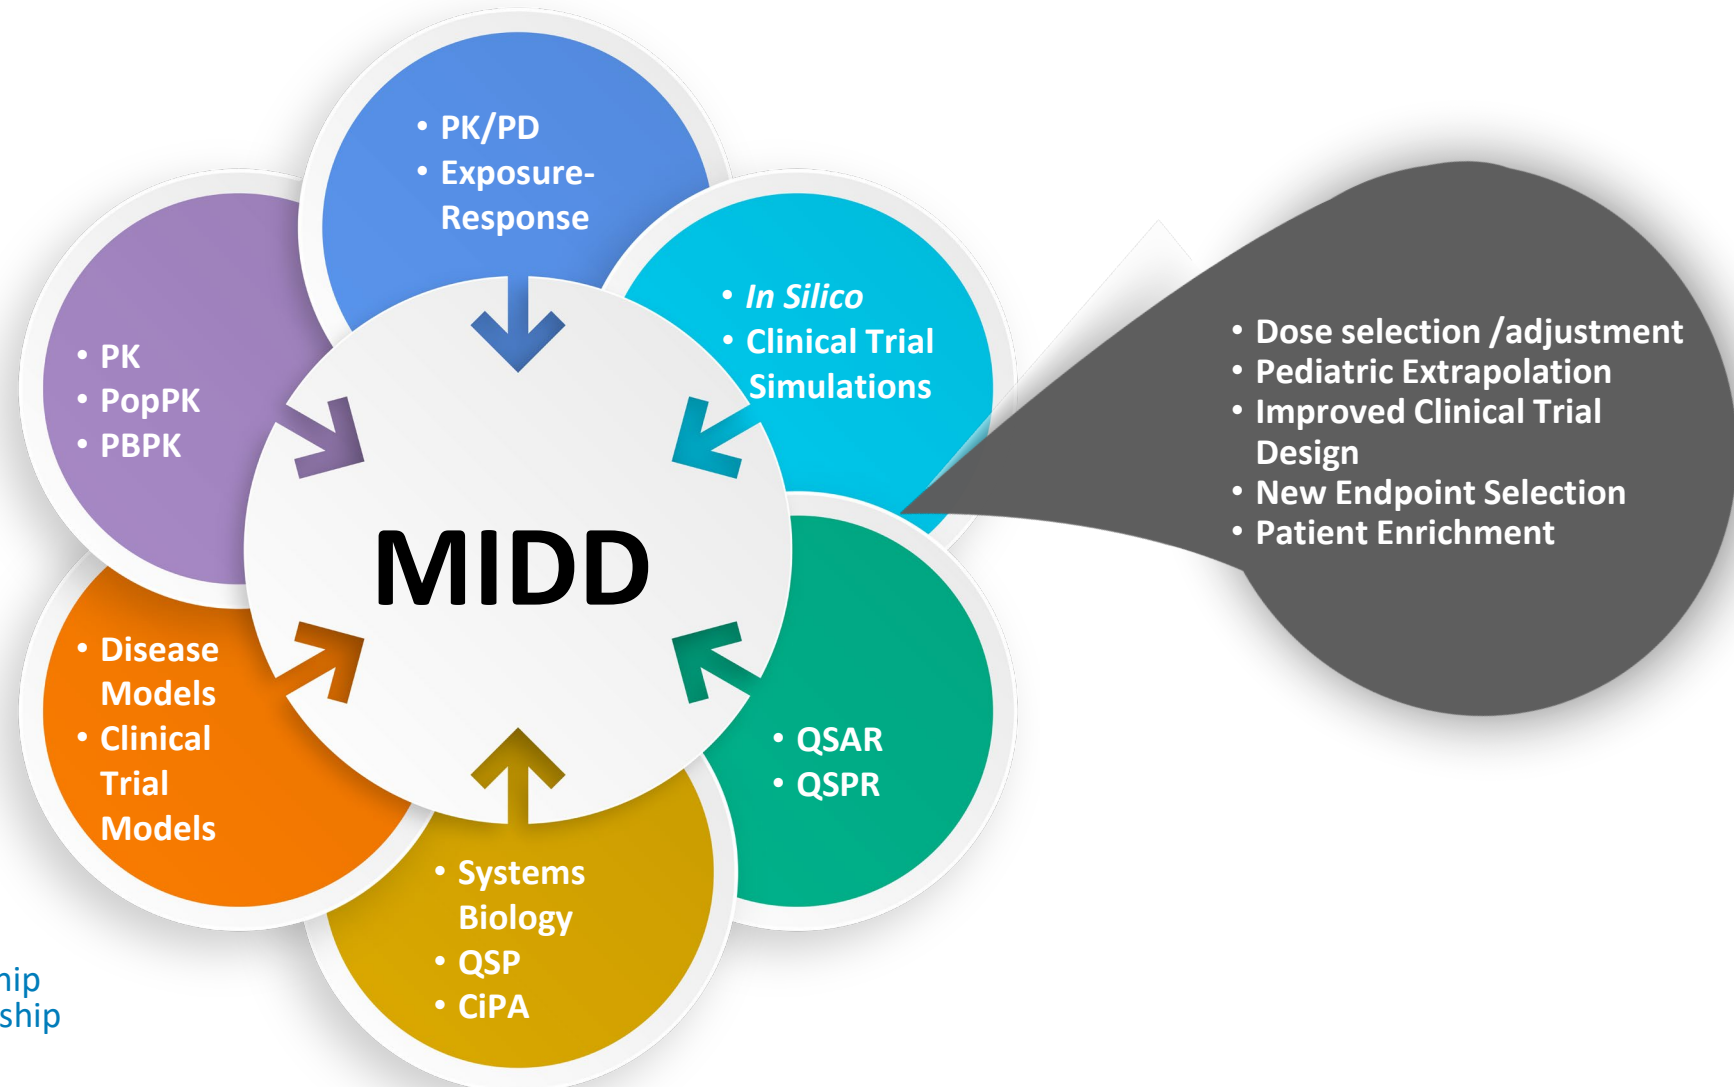 • PK/PD
• Exposure-
Response
• In Silico
• Clinical Trial
Simulations
• PK
• PopPK
• PBPK
MIDD
• Disease
Models
• Clinical
Trial
Models
• QSAR
• QSPR
• Systems
Biology
• QSP
• CiPA
• Dose selection /adjustment
• Pediatric Extrapolation
• Improved Clinical Trial
Design
• New Endpoint Selection
• Patient Enrichment